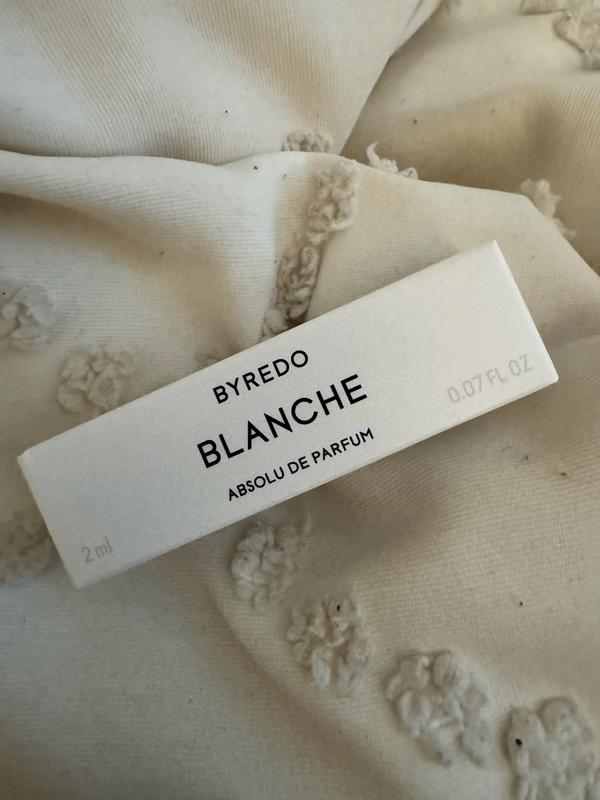 BYREDO
BLANCHE
ABSOLU DE PARFUM
2 ml
0.07 FL OZ